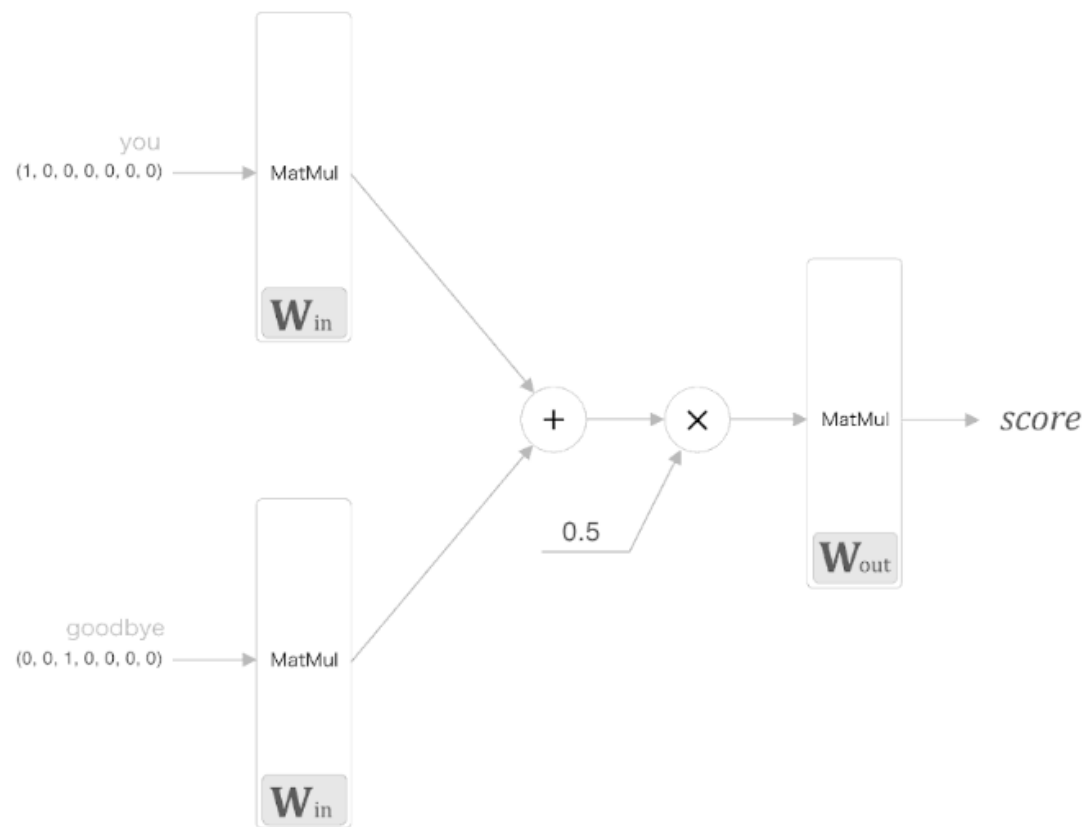 you
(1, 0, 0, 0, 0, 0, 0)
MatMul
Win
+
×
MatMul
score
0.5
Wout
goodbye
(0, 0, 1, 0, 0, 0, 0)
MatMul
Win